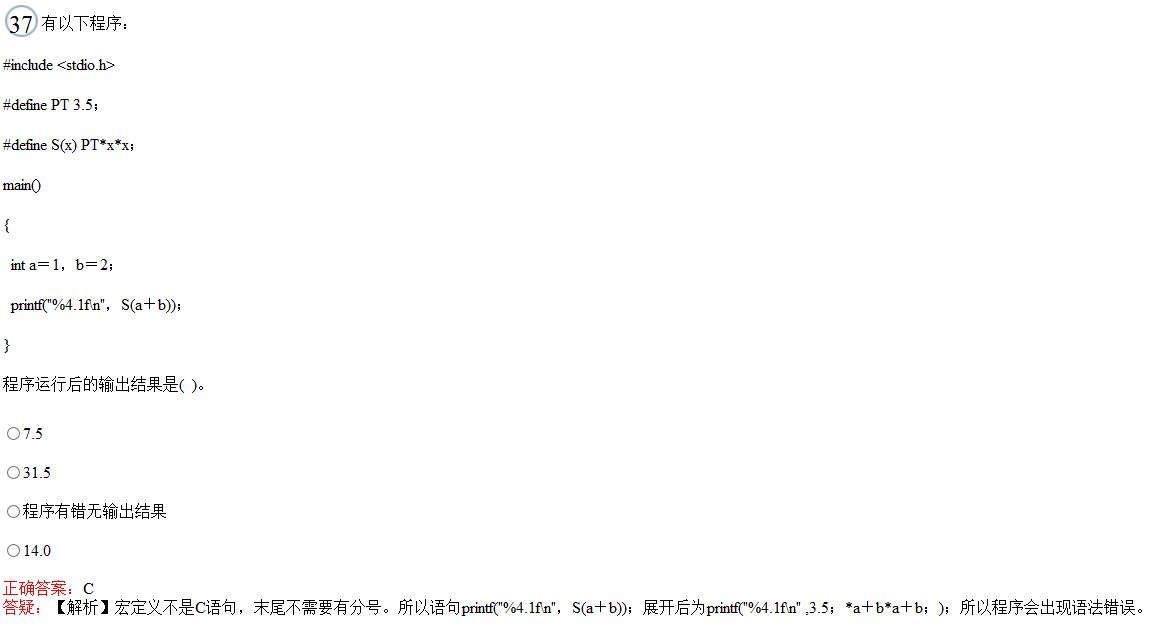 37 有以下程序：
#include <stdio.h>
#define PT 3.5；
#define S(x) PT*x*x；
main()
{
int a＝1，b＝2；
printf("%4.1f\n"，S(a＋b))；
}
程序运行后的输出结果是( )。
7.5
31.5
程序有错无输出结果
14.0
正确答案：C
答疑：【解析】宏定义不是C语句，末尾不需要有分号。所以语句printf("%4.1f\n"，S(a＋b))；展开后为printf("%4.1f\n" ,3.5；*a＋b*a＋b；)；所以程序会出现语法错误。